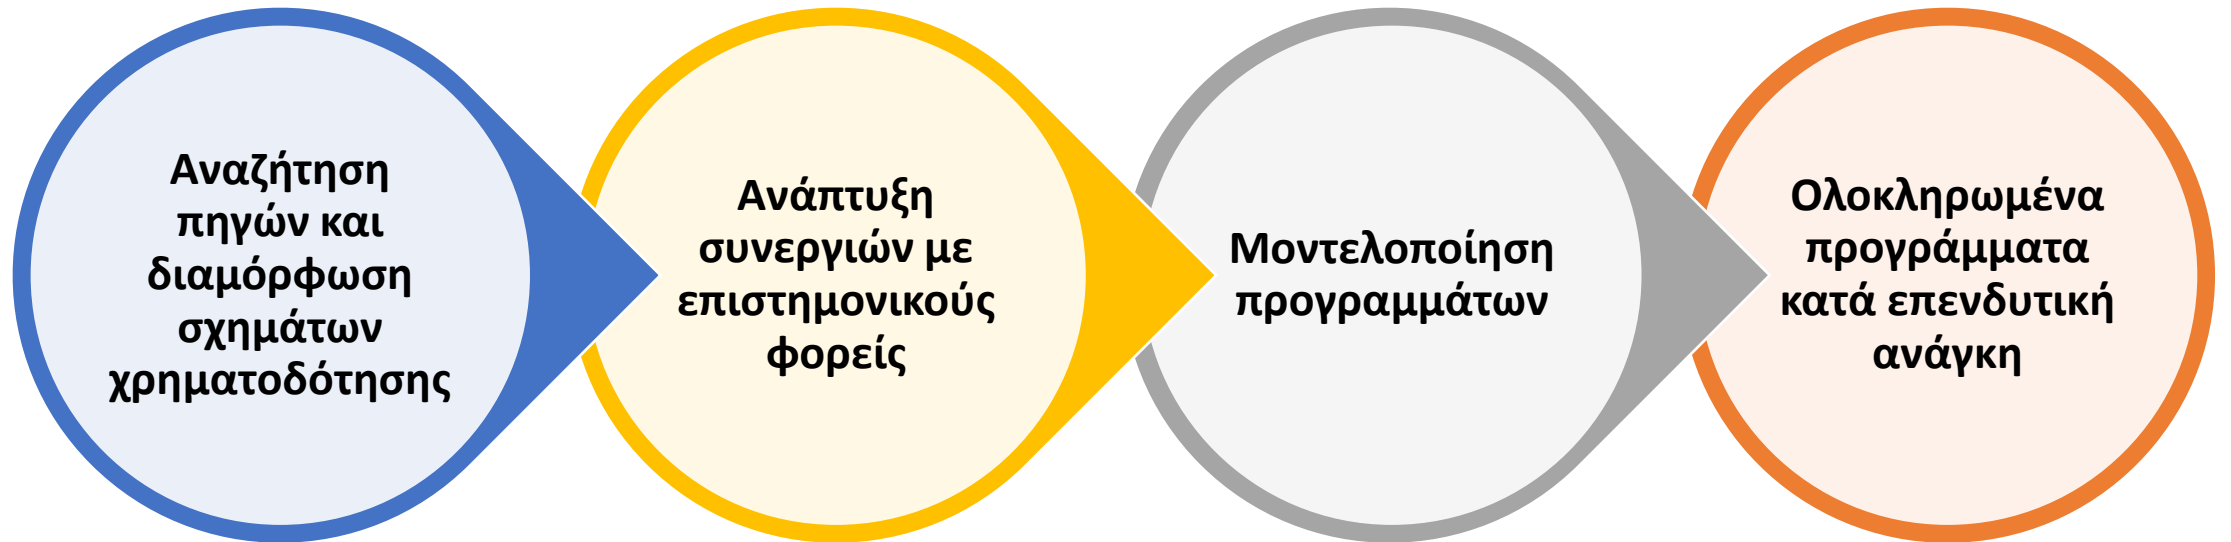 Αναζήτηση
πηγών και
διαμόρφωση
σχημάτων
χρηματοδότησης
Ανάπτυξη
συνεργιών με
επιστημονικούς
φορείς
Μοντελοποίηση
προγραμμάτων
Ολοκληρωμένα
προγράμματα
κατά επενδυτική
ανάγκη